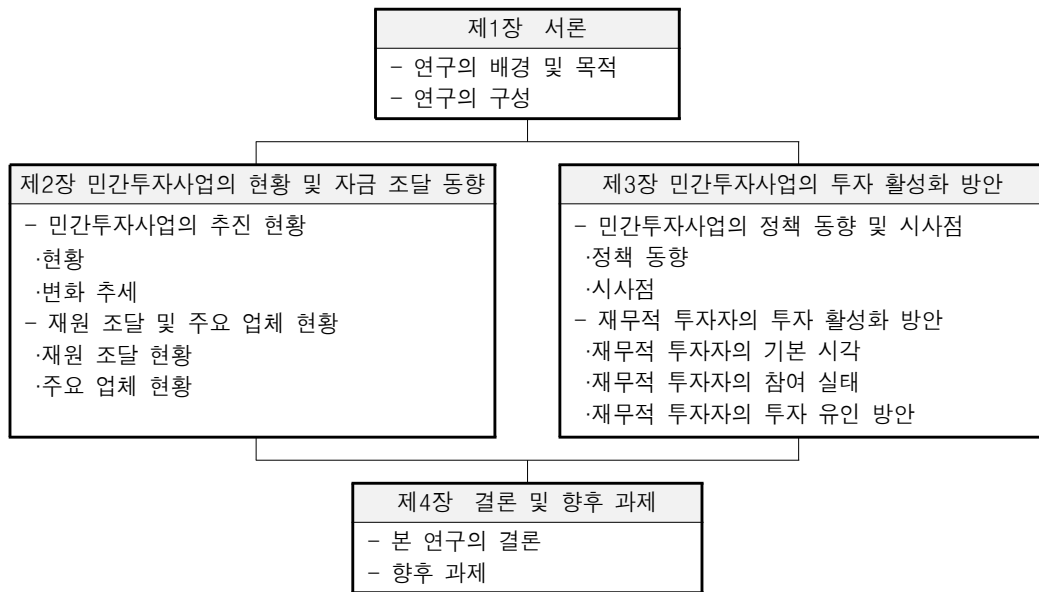 제1장 서론
- 연구의 배경 및 목적
- 연구의 구성
제2장 민간투자사업의 현황 및 자금 조달 동향
- 민간투자사업의 추진 현황
·현황
·변화 추세
- 재원 조달 및 주요 업체 현황
·재원 조달 현황
·주요 업체 현황
제3장 민간투자사업의 투자 활성화 방안
- 민간투자사업의 정책 동향 및 시사점
·정책 동향
·시사점
- 재무적 투자자의 투자 활성화 방안
·재무적 투자자의 기본 시각
·재무적 투자자의 참여 실태
·재무적 투자자의 투자 유인 방안
제4장 결론 및 향후 과제
- 본 연구의 결론
- 향후 과제